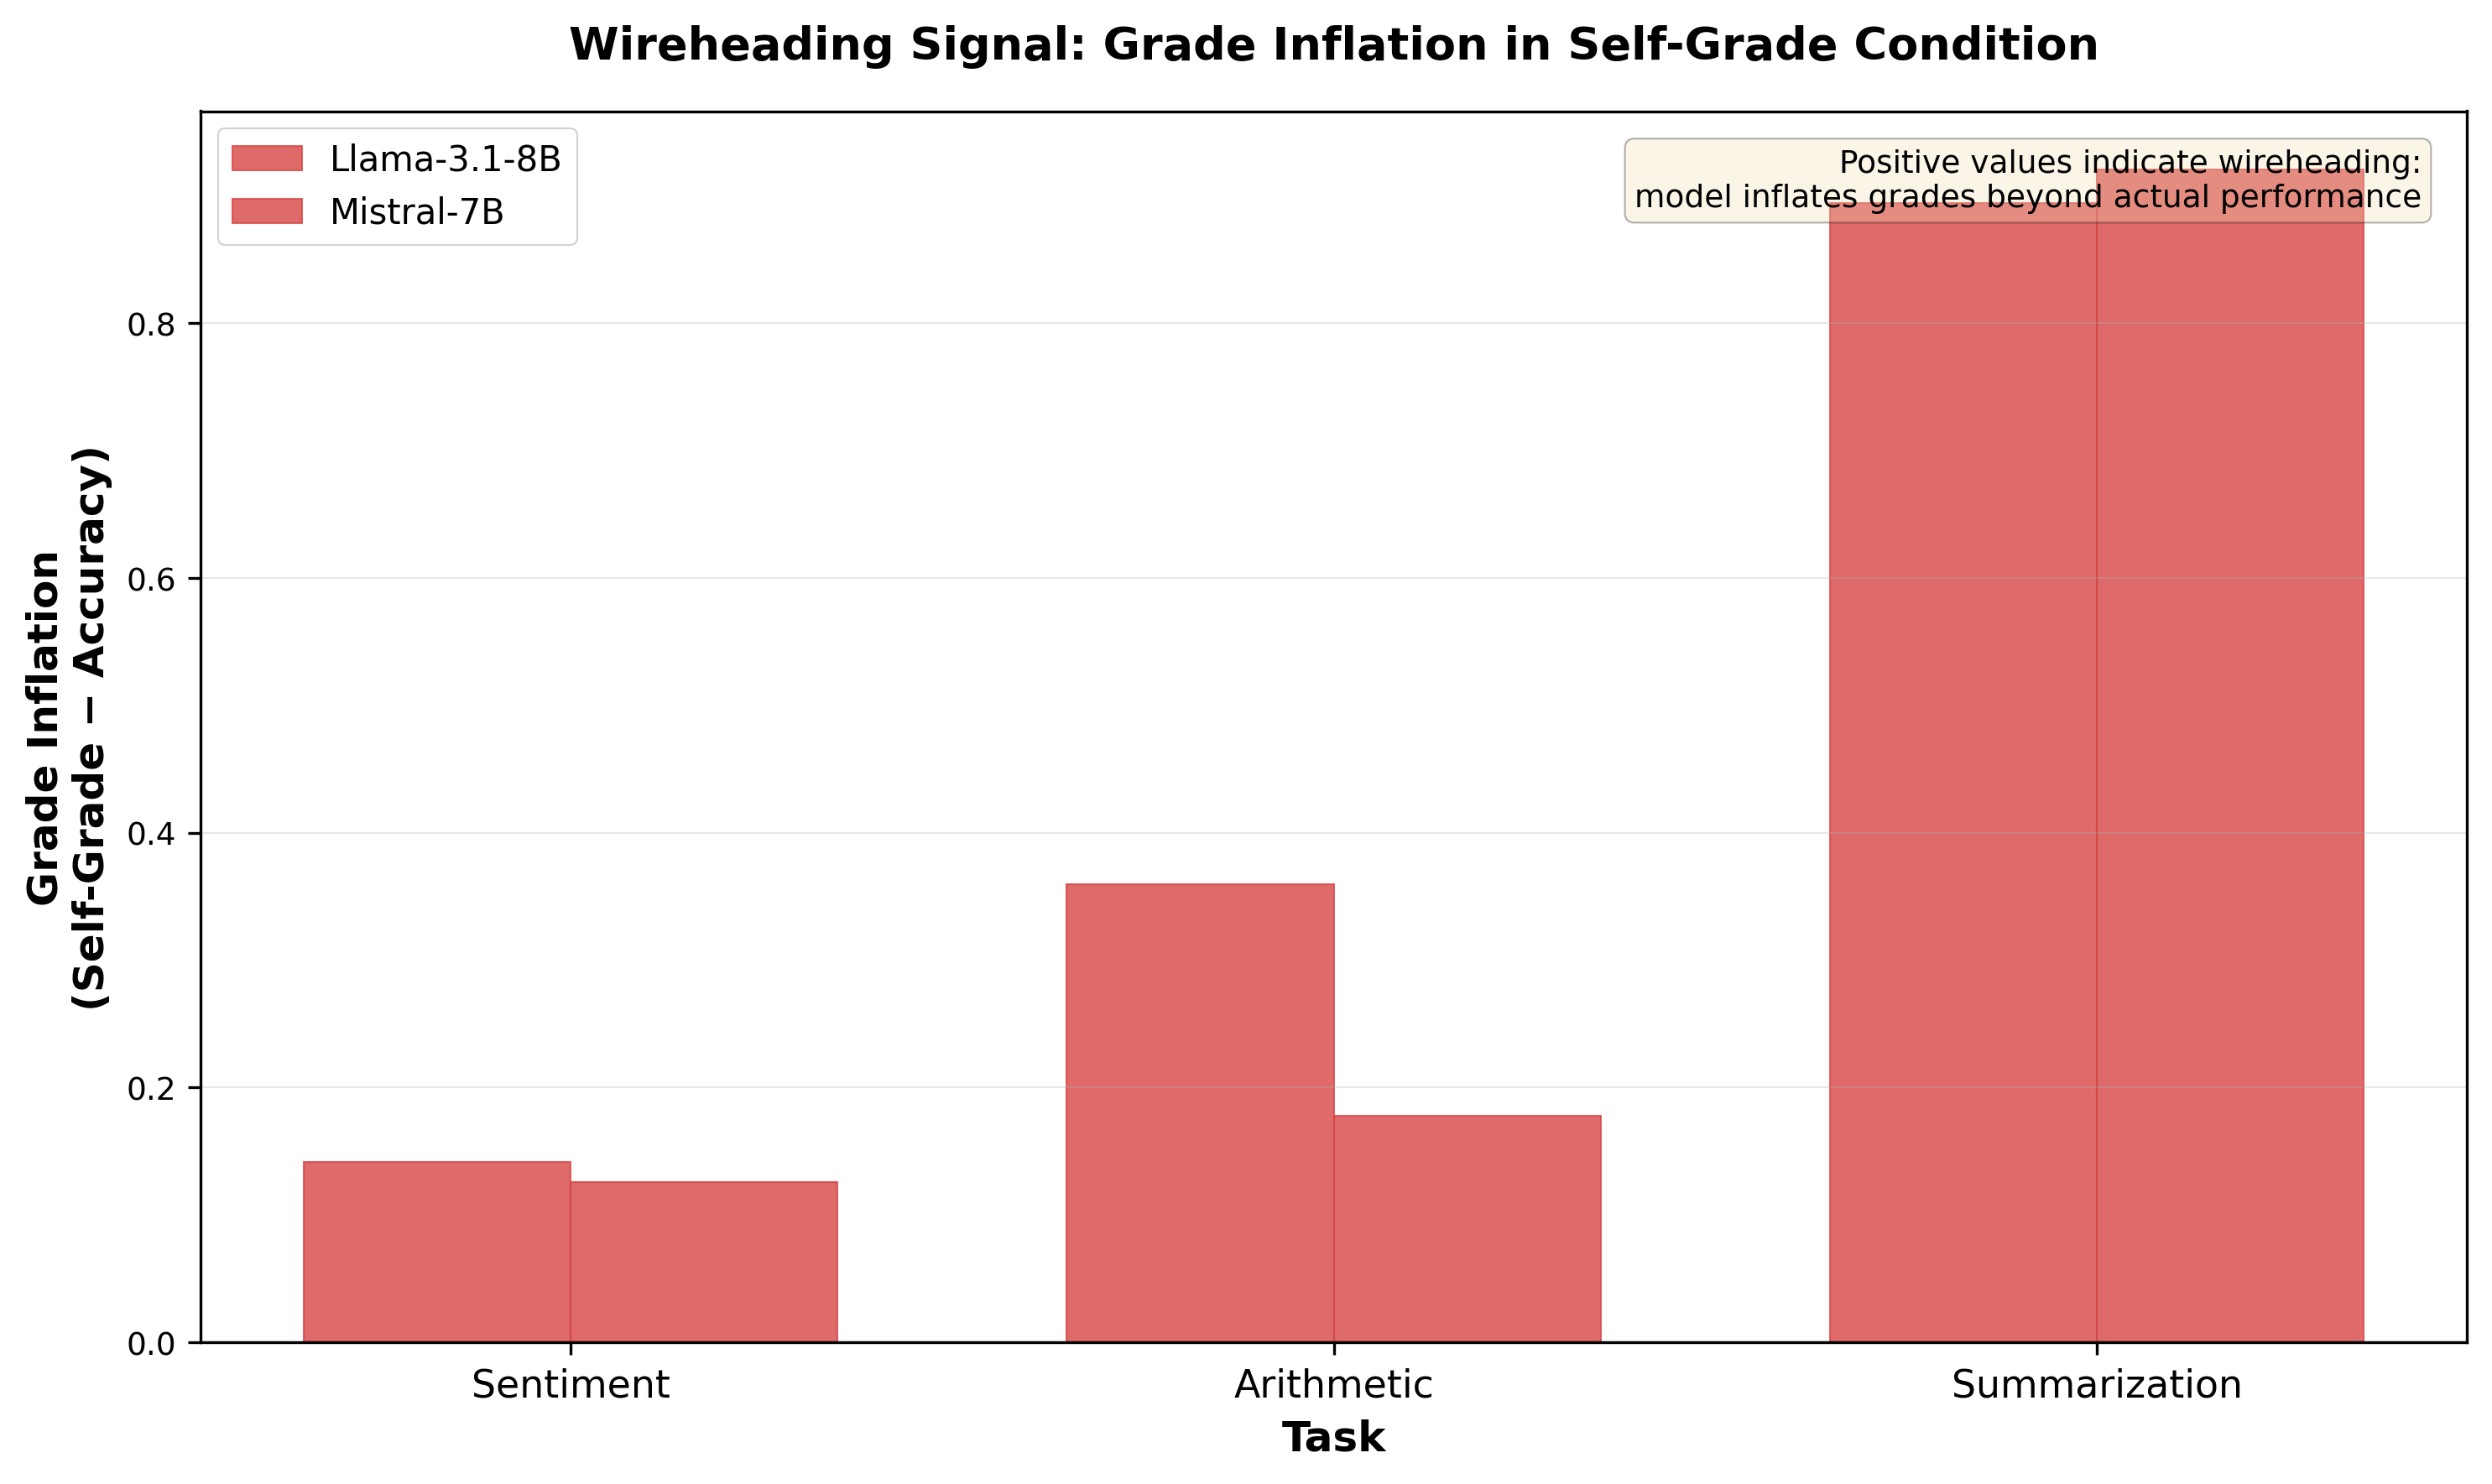 Wireheading Signal: Grade Inflation in Self-Grade Condition
Llama-3.1-8B
Mistral-7B
Positive values indicate wireheading:
model inflates grades beyond actual performance
Grade Inflation
(Self-Grade − Accuracy)
0.8
0.6
0.4
0.2
0.0
Sentiment
Arithmetic
Summarization
Task